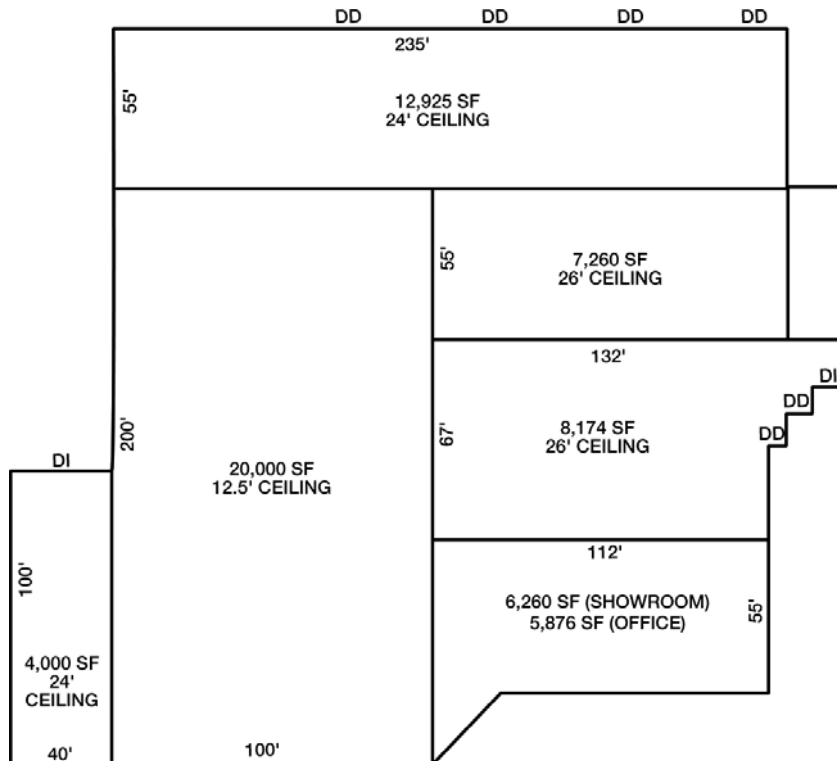 DD DD DD DD
235'
55'
12,925 SF
24' CEILING
55'
7,260 SF
26' CEILING
132'
DI
DD
DD
200'
67'
8,174 SF
26' CEILING
DI
20,000 SF
12.5' CEILING
112'
100'
6,260 SF (SHOWROOM)
5,876 SF (OFFICE)
55'
4,000 SF
24'
CEILING
40'
100'